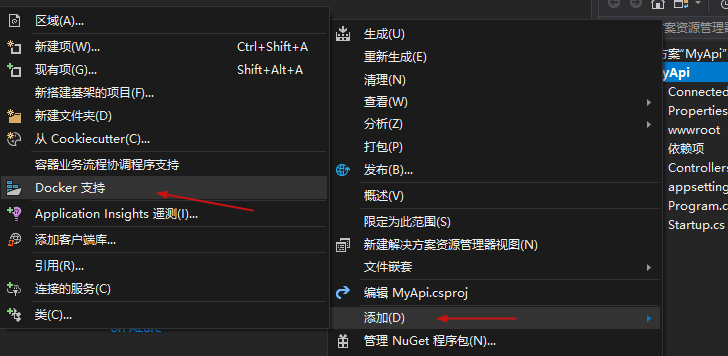 区域(A)...
新建项(W)... Ctrl+Shift+A
现有项(G)... Shift+Alt+A
新搭建基架的项目(F)...
新建文件夹(D)
从 Cookiecutter(C)...
容器业务流程协调程序支持
Docker 支持
Application Insights 遥测(I)...
添加客户端库...
引用(R)...
连接的服务(C)
类(C)...
on Azure
生成(U)
重新生成(E)
清理(N)
查看(W)
分析(Z)
打包(P)
发布(B)...
概述(V)
限定为此范围(S)
新建解决方案资源管理器视图(N)
文件嵌套
编辑 MyApi.csproj
添加(D)
管理 NuGet 程序包(N)...
案资源管理器
方案"MyApi"
yApi
Connected
Properties
wwwroot
依赖项
Controllers
appsetting
Program.c
Startup.cs